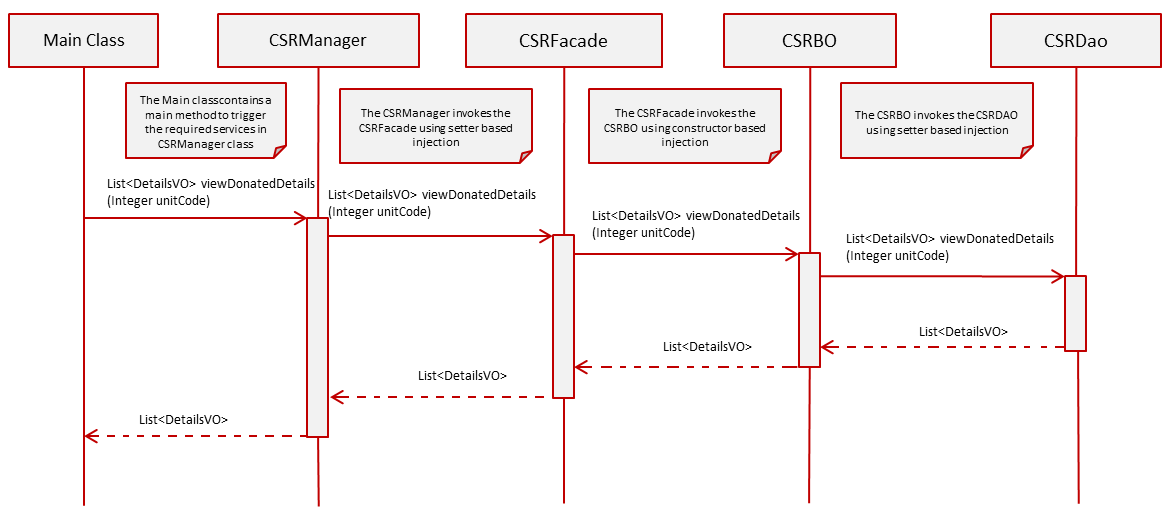 Main Class
CSRManager
CSRFacade
CSRBO
CSRDao
The Main classcontains a
main method to trigger
the required services in
CSRManager class
The CSRManager invokes the
CSRFacade using setter based
injection
The CSRFacade invokes the
CSRBO using constructor based
injection
The CSRBO invokes the CSRDAO
using setter based injection
List<DetailsVO> viewDonatedDetails
(Integer unitCode)
List<DetailsVO> viewDonatedDetails
(Integer unitCode)
List<DetailsVO> viewDonatedDetails
(Integer unitCode)
List<DetailsVO> viewDonatedDetails
(Integer unitCode)
List<DetailsVO>
List<DetailsVO>
List<DetailsVO>
List<DetailsVO>